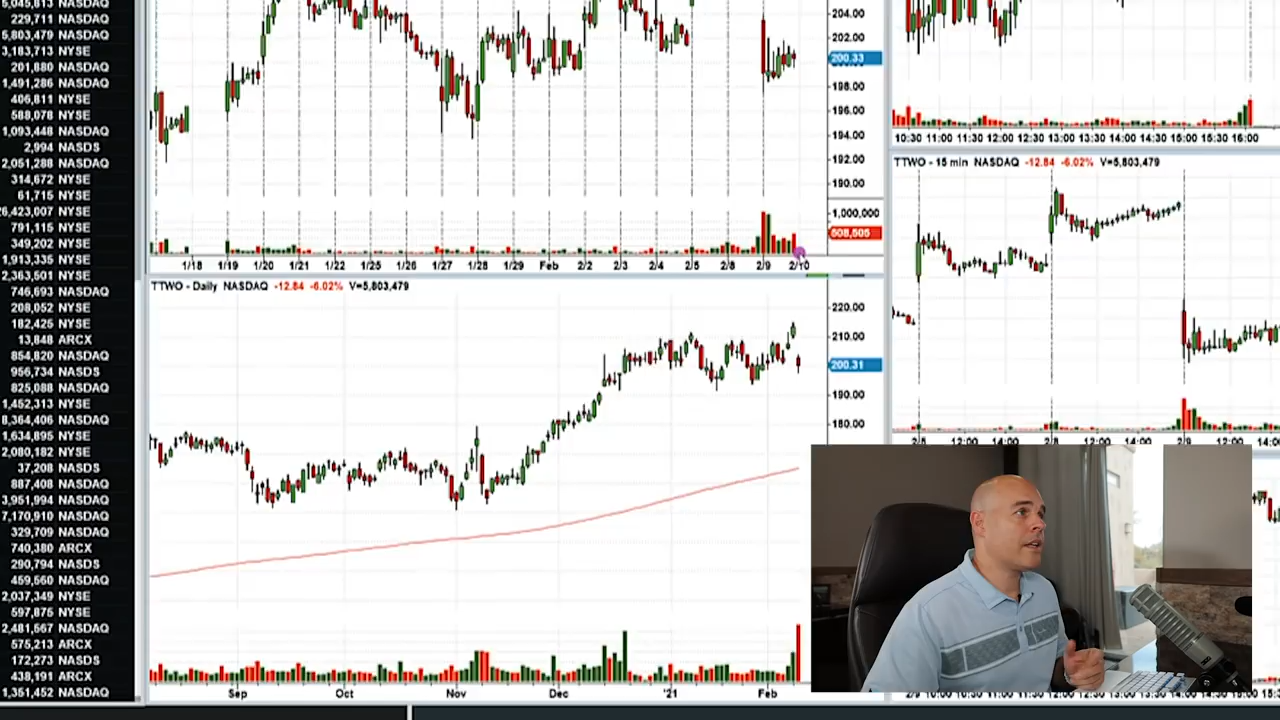 5,045,813 NASDAQ
229,711 NASDAQ
5,803,479 NASDAQ
3,183,713 NYSE
201,880 NASDAQ
1,491,286 NASDAQ
406,811 NYSE
588,078 NYSE
1,093,448 NASDAQ
2,994 NASDS
2,051,288 NASDAQ
314,672 NYSE
61,715 NYSE
26,423,007 NYSE
791,115 NYSE
349,202 NYSE
NYSE
2,363,501 NYSE
746,693 NASDAQ
208,052 NYSE
182,425 NYSE
13,848 ARCX
854,820 NASDAQ
956,734 NASDS
825,088 NASDAQ
1,452,313 NYSE
8,364,406 NASDAQ
1,634,895 NYSE
2,080,182 NYSE
37,208 NASDS
887,408 NASDAQ
3,951,994 NASDAQ
7,170,910 NASDAQ
329,709 NASDAQ
740,380 ARCX
290,794 NASDS
459,560 NASDAQ
2,037,349 NYSE
597,875 NYSE
2,481,567 NASDAQ
575,213 ARCX
172,273 NASDS
438,191 ARCX
1,351,452 NASDAQ
204.00
202.00
200.33
198.00
196.00
194.00
192.00
190.00
1,000,000
508,505
1/18 1/19 1/20 1/21 1/22 1/25 1/26 1/27 1/28 1/29 Feb 2/2 2/3 2/4 2/5 2/8 2/9 2/10
TTWO - Daily NASDAQ -12.84 -6.02% V=5,803,479
220.00
210.00
200.31
190.00
180.00
Sep Oct Nov Dec '21 Feb
10:30 11:00 11:30 12:00 12:30 13:00 13:30 14:00 14:30 15:00 15:30 16:00
TTWO - 15 min NASDAQ -12.84 -6.02% V=5,803,479
2/5 12:00 14:00 2/8 12:00 14:00 2/9 12:00 14:0
2/9 10:00 10:30